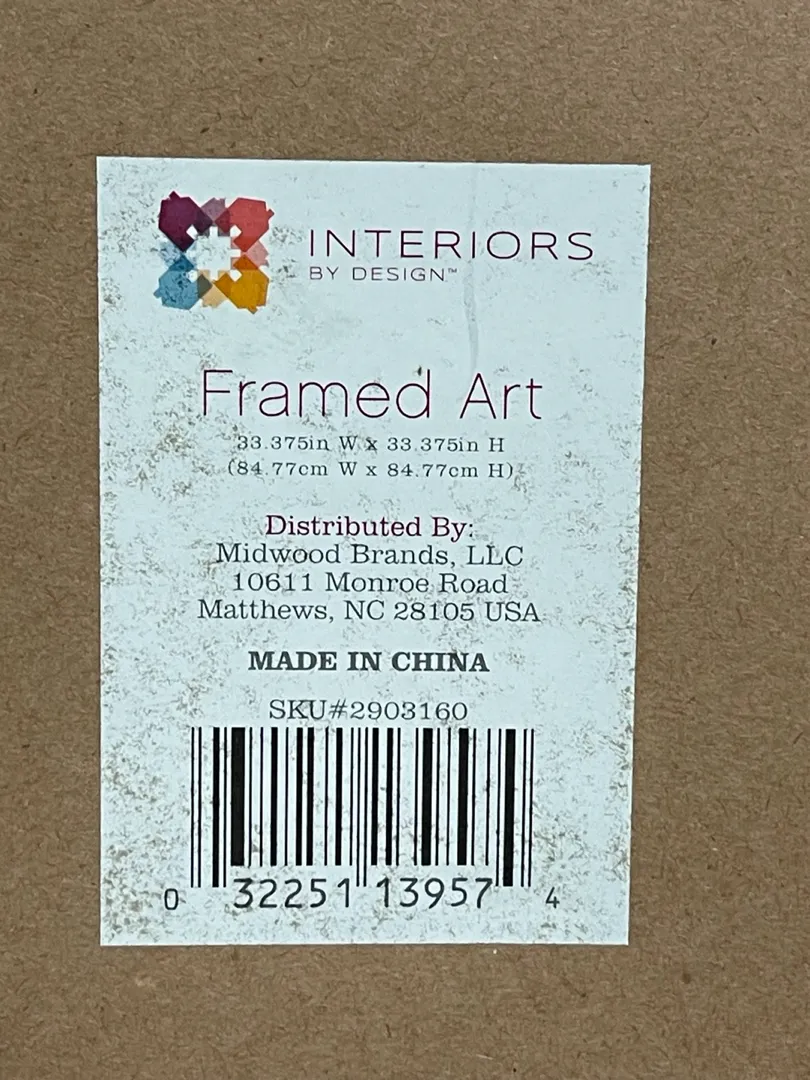 INTERIORS
BY DESIGN™
Framed Art
33.375in W x 33.375in H
(84.77cm W x 84.77cm H)
Distributed By:
Midwood Brands, LLC
10611 Monroe Road
Matthews, NC 28105 USA
MADE IN CHINA
SKU#2903160
0 32251 13957 4